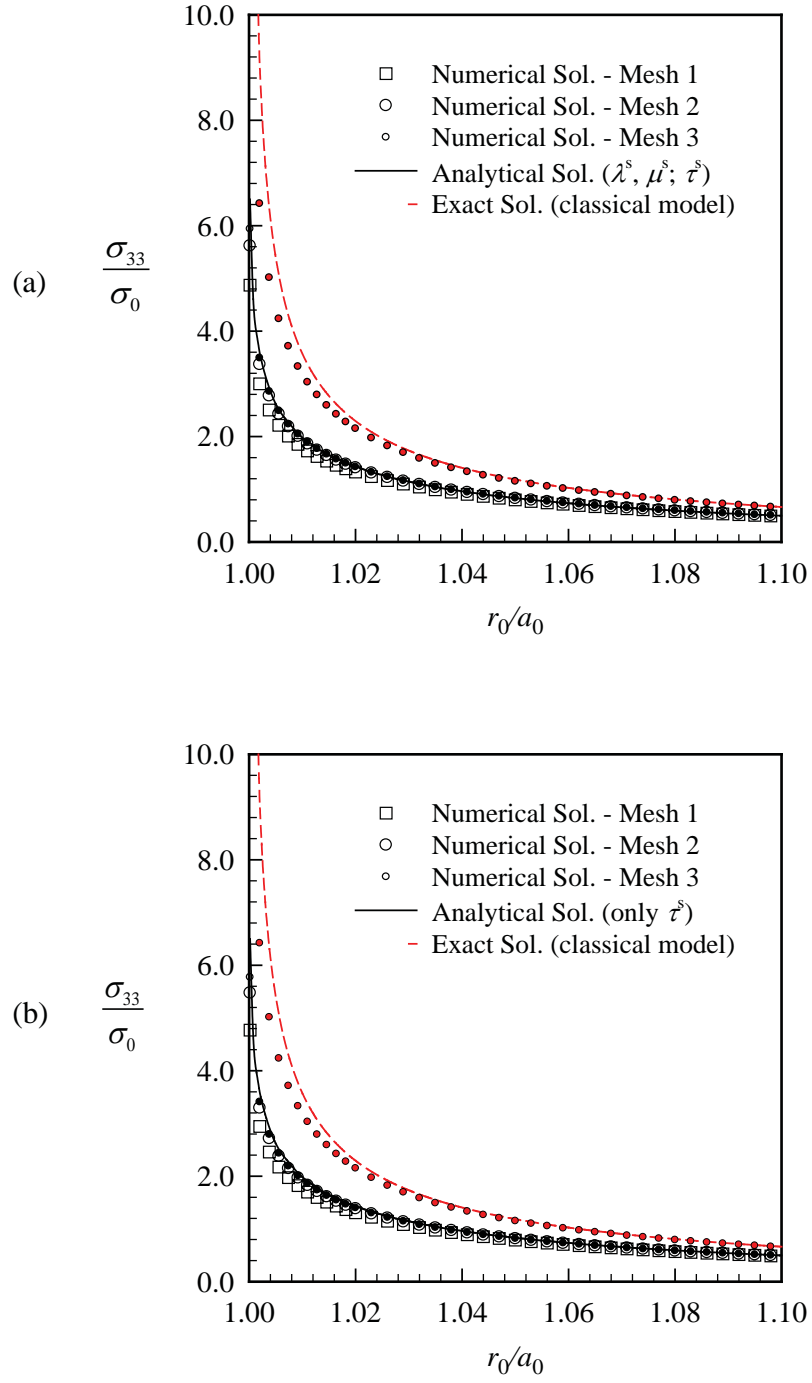 10.0
Numerical Sol. - Mesh 1
Numerical Sol. - Mesh 2
Numerical Sol. - Mesh 3
Analytical Sol. (λˢ, μˢ; τˢ)
Exact Sol. (classical model)
8.0
6.0
(a)
σ₃₃
σ₀
4.0
2.0
0.0
1.00 1.02 1.04 1.06 1.08 1.10
r₀/a₀
10.0
Numerical Sol. - Mesh 1
Numerical Sol. - Mesh 2
Numerical Sol. - Mesh 3
Analytical Sol. (only τˢ)
Exact Sol. (classical model)
8.0
6.0
(b)
σ₃₃
σ₀
4.0
2.0
0.0
1.00 1.02 1.04 1.06 1.08 1.10
r₀/a₀